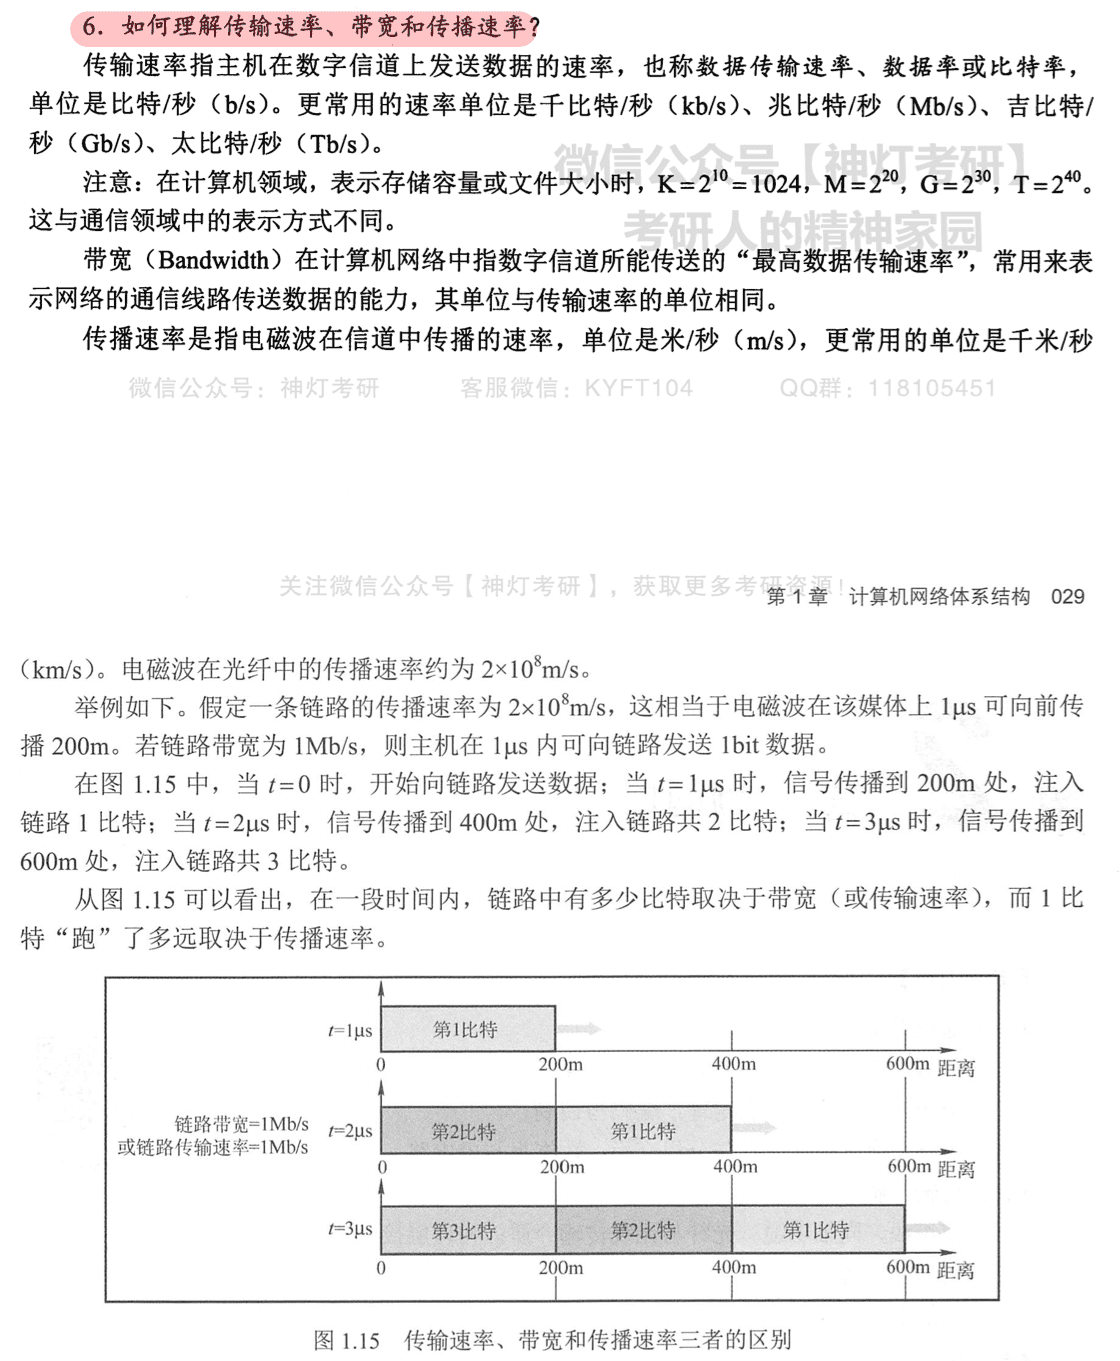 6．如何理解传输速率、带宽和传播速率？
传输速率指主机在数字信道上发送数据的速率，也称数据传输速率、数据率或比特率，
单位是比特/秒（b/s）。更常用的速率单位是千比特/秒（kb/s）、兆比特/秒（Mb/s）、吉比特/
秒（Gb/s）、太比特/秒（Tb/s）。
微信公众号【神灯考研】
注意：在计算机领域，表示存储容量或文件大小时，K=2¹⁰=1024，M=2²⁰，G=2³⁰，T=2⁴⁰。
这与通信领域中的表示方式不同。
考研人的精神家园
带宽（Bandwidth）在计算机网络中指数字信道所能传送的“最高数据传输速率”，常用来表
示网络的通信线路传送数据的能力，其单位与传输速率的单位相同。
传播速率是指电磁波在信道中传播的速率，单位是米/秒（m/s），更常用的单位是千米/秒
微信公众号：神灯考研 客服微信：KYFT104 QQ群：118105451
关注微信公众号【神灯考研】，获取更多考研资源！
第 1 章 计算机网络体系结构 029
（km/s）。电磁波在光纤中的传播速率约为 2×10⁸m/s。
举例如下。假定一条链路的传播速率为 2×10⁸m/s，这相当于电磁波在该媒体上 1μs 可向前传
播 200m。若链路带宽为 1Mb/s，则主机在 1μs 内可向链路发送 1bit 数据。
在图 1.15 中，当 t=0 时，开始向链路发送数据；当 t=1μs 时，信号传播到 200m 处，注入
链路 1 比特；当 t=2μs 时，信号传播到 400m 处，注入链路共 2 比特；当 t=3μs 时，信号传播到
600m 处，注入链路共 3 比特。
从图 1.15 可以看出，在一段时间内，链路中有多少比特取决于带宽（或传输速率），而 1 比
特“跑”了多远取决于传播速率。
t=1μs 第1比特
0 200m 400m 600m 距离
链路带宽=1Mb/s
或链路传输速率=1Mb/s
t=2μs 第2比特 第1比特
0 200m 400m 600m 距离
t=3μs 第3比特 第2比特 第1比特
0 200m 400m 600m 距离
图 1.15 传输速率、带宽和传播速率三者的区别